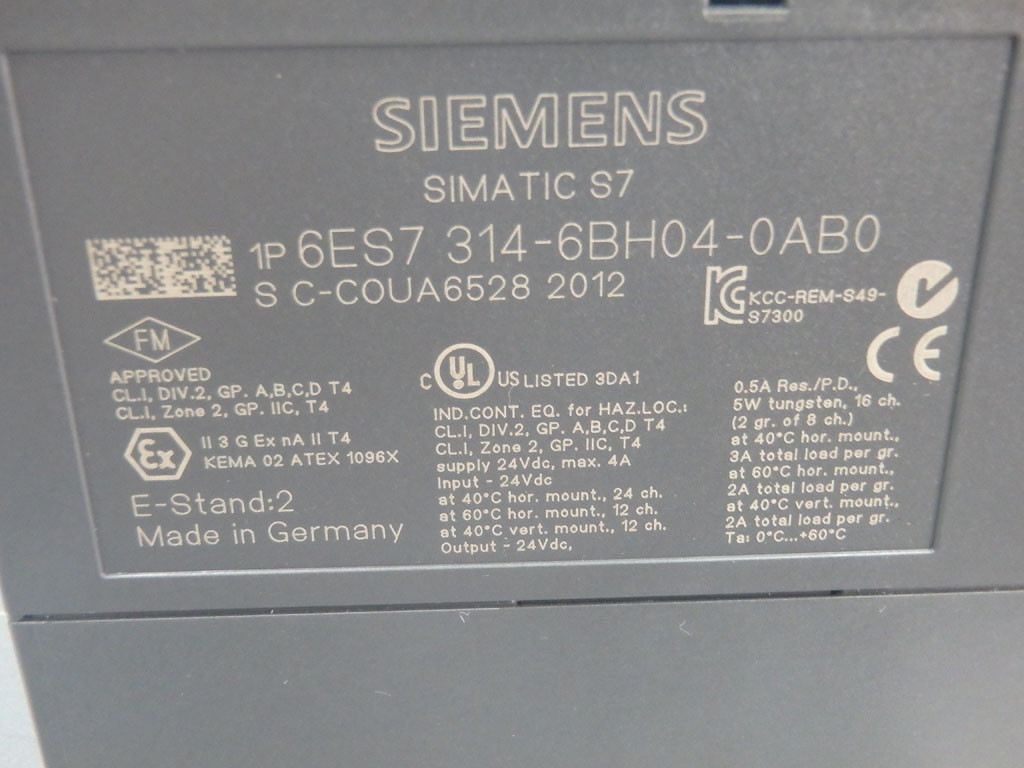 SIEMENS
SIMATIC S7
1P 6ES7 314-6BH04-0AB0
S C-C0UA6528 2012
KCC-REM-S49-
S7300
FM
APPROVED
CL.I, DIV.2, GP. A,B,C,D T4
CL.I, Zone 2, GP. IIC, T4
Ex
II 3 G Ex nA II T4
KEMA 02 ATEX 1096X
E-Stand:2
Made in Germany
C UL US LISTED 3DA1
IND.CONT. EQ. for HAZ.LOC.:
CL.I, DIV.2, GP. A,B,C,D T4
CL.I, Zone 2, GP. IIC, T4
supply 24Vdc, max. 4A
Input - 24Vdc
at 40°C hor. mount., 24 ch.
at 60°C hor. mount., 12 ch.
at 40°C vert. mount., 12 ch.
Output - 24Vdc,
CE
0.5A Res./P.D.,
5W tungsten, 16 ch.
(2 gr. of 8 ch.)
at 40°C hor. mount.,
3A total load per gr.
at 60°C hor. mount.,
2A total load per gr.
at 40°C vert. mount.,
2A total load per gr.
Ta: 0°C...+60°C